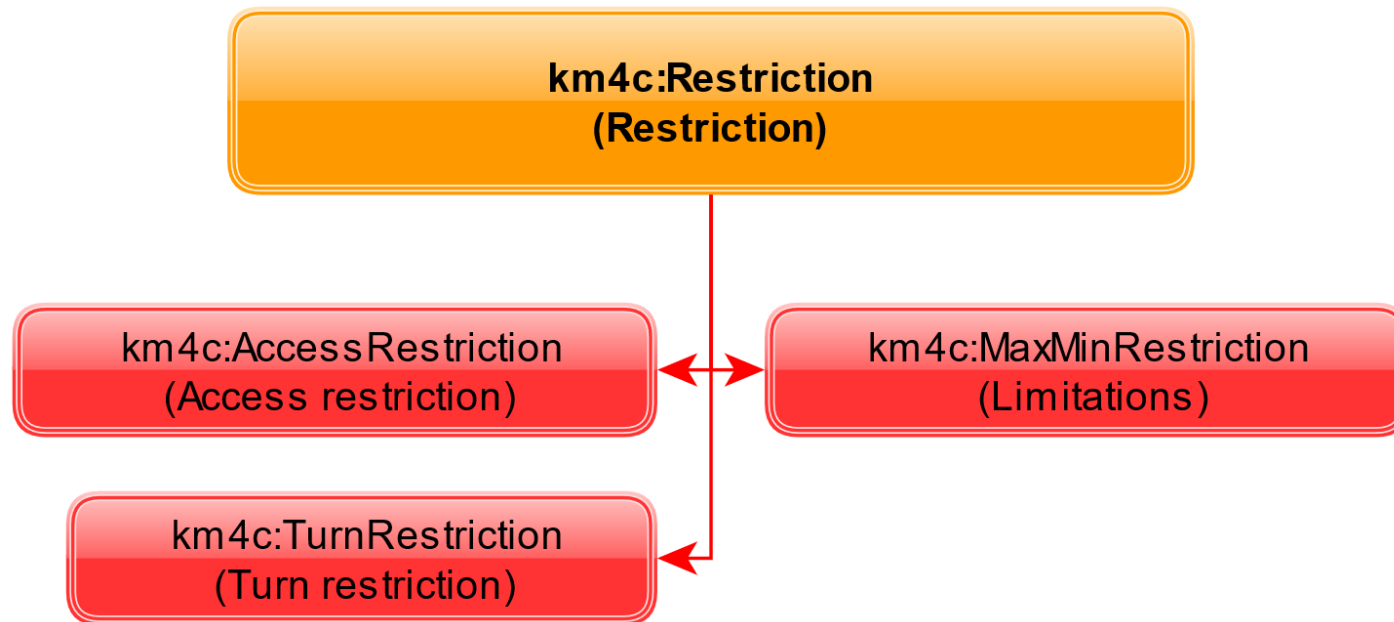 km4c:Restriction
(Restriction)
km4c:AccessRestriction
(Access restriction)
km4c:MaxMinRestriction
(Limitations)
km4c:TurnRestriction
(Turn restriction)